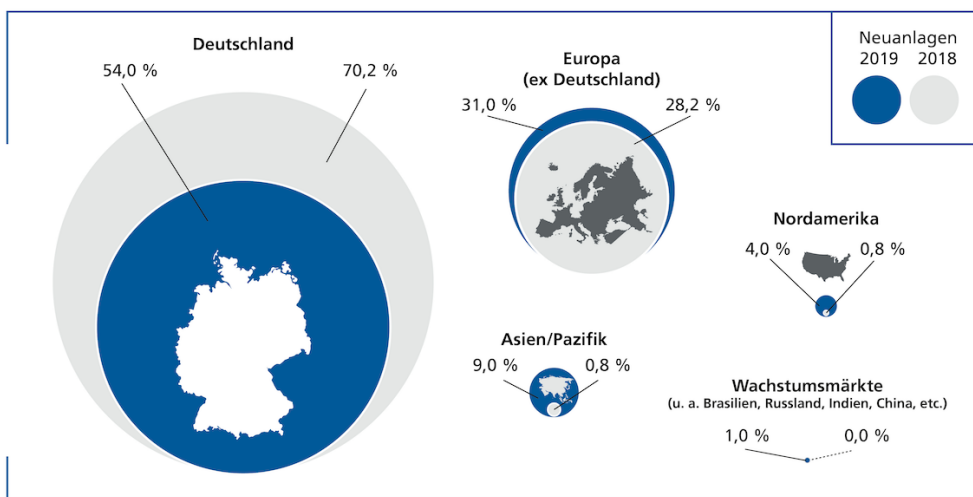 Neuanlagen
2019 2018
Deutschland
54,0 % 70,2 %
Europa
(ex Deutschland)
31,0 % 28,2 %
Nordamerika
4,0 % 0,8 %
Asien/Pazifik
9,0 % 0,8 %
Wachstumsmärkte
(u. a. Brasilien, Russland, Indien, China, etc.)
1,0 % 0,0 %